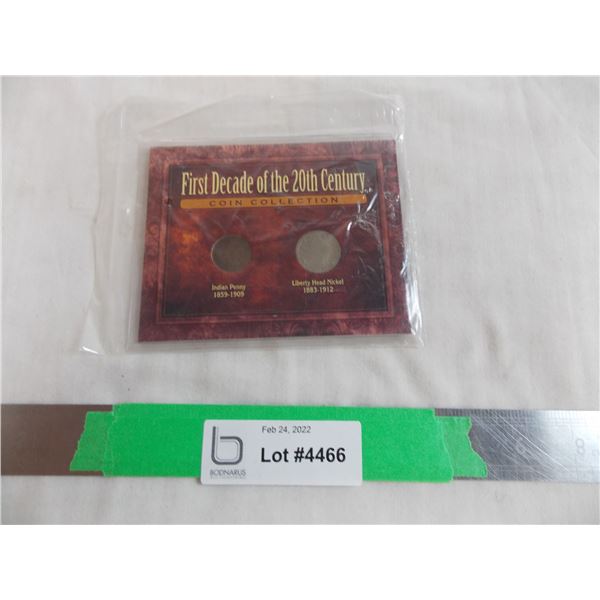 First Decade of the 20th Century
COIN COLLECTION
Indian Penny
1859-1909
Liberty Head Nickel
1883-1912
Feb 24, 2022
Lot #4466
BODNARUS
8